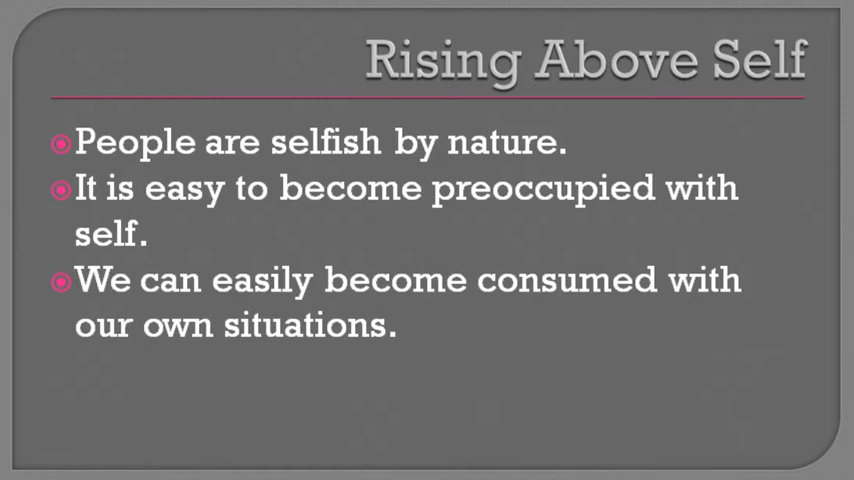 Rising Above Self
People are selfish by nature.
It is easy to become preoccupied with
self.
We can easily become consumed with
our own situations.